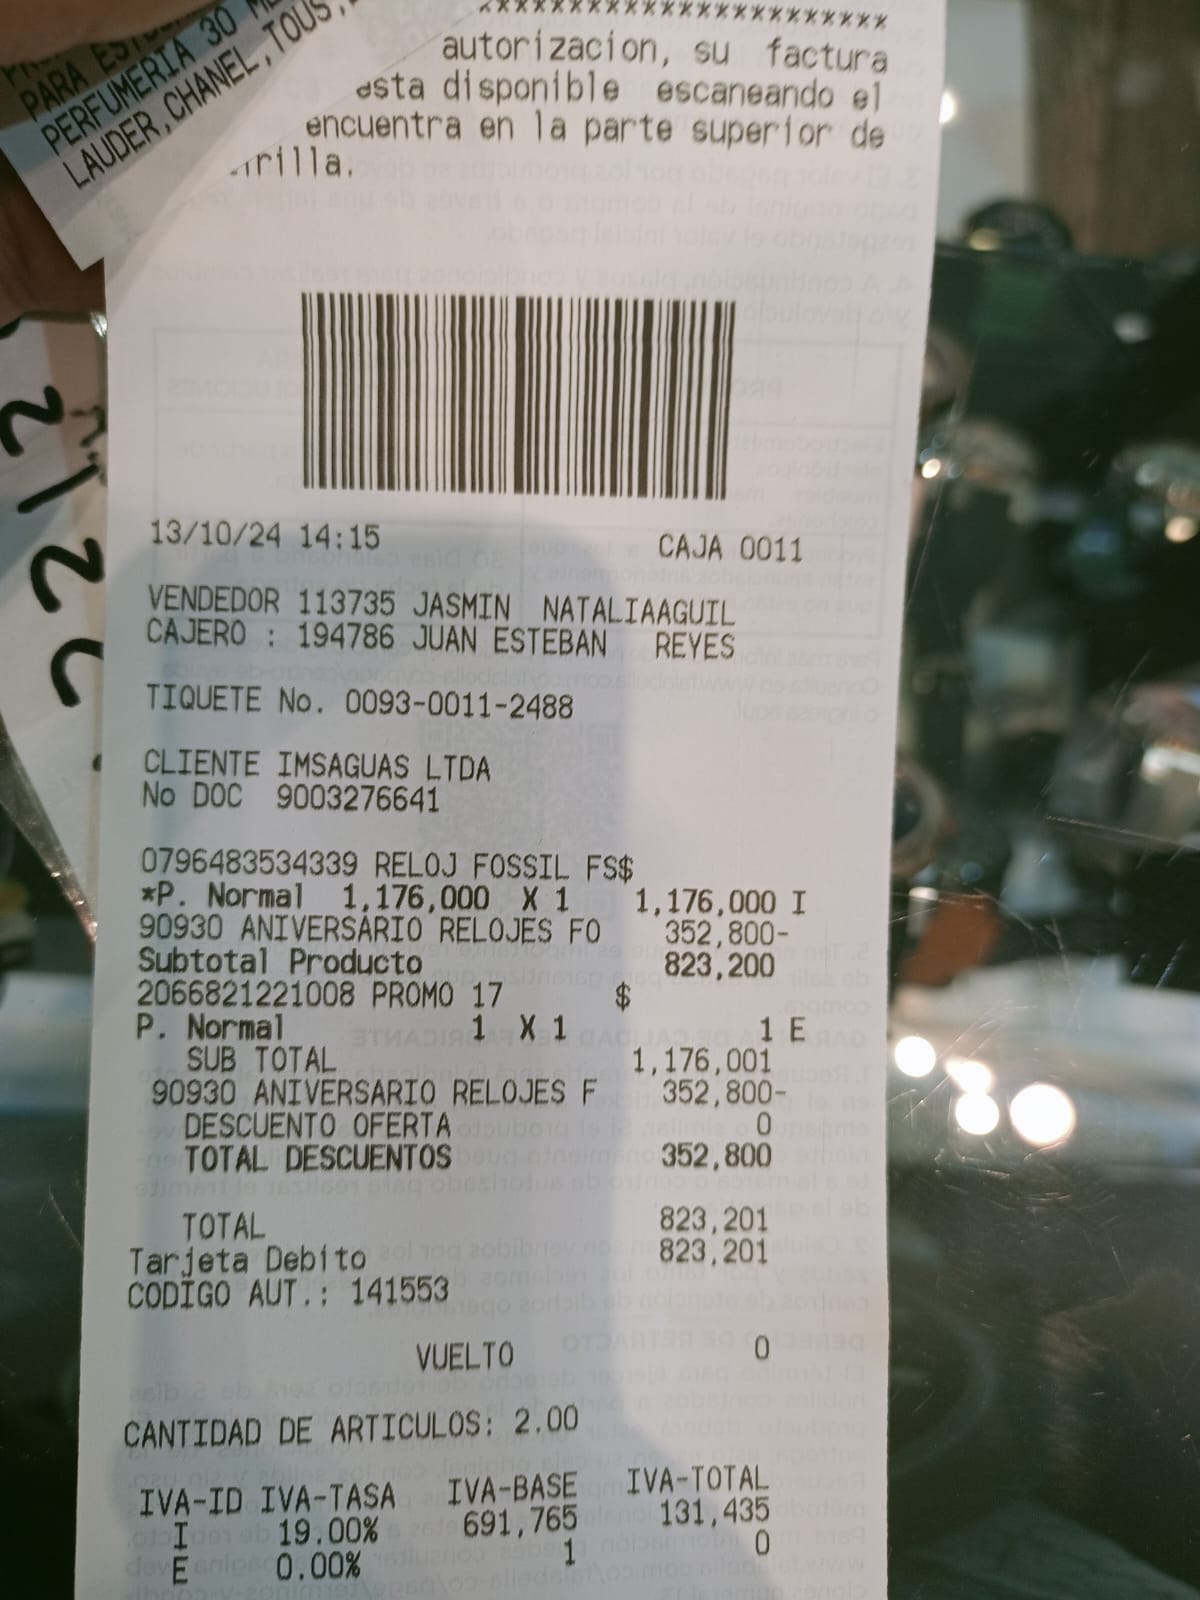 PARA
PERFUMERIA 30
LAUDER, CHANEL, TOUS,
***********************
autorizacion, su factura
esta disponible escaneando el
encuentra en la parte superior de
irilla.
13/10/24 14:15 CAJA 0011
VENDEDOR 113735 JASMIN NATALIAAGUIL
CAJERO : 194786 JUAN ESTEBAN REYES
TIQUETE No. 0093-0011-2488
CLIENTE IMSAGUAS LTDA
No DOC 9003276641
0796483534339 RELOJ FOSSIL FS$
*P. Normal 1,176,000 X 1 1,176,000 I
90930 ANIVERSARIO RELOJES FO 352,800-
Subtotal Producto 823,200
2066821221008 PROMO 17 $
P. Normal 1 X 1 1 E
SUB TOTAL 1,176,001
90930 ANIVERSARIO RELOJES F 352,800-
DESCUENTO OFERTA 0
TOTAL DESCUENTOS 352,800
TOTAL 823,201
Tarjeta Debito 823,201
CODIGO AUT.: 141553
VUELTO 0
CANTIDAD DE ARTICULOS: 2.00
IVA-ID IVA-TASA IVA-BASE IVA-TOTAL
I 19.00% 691,765 131,435
E 0.00% 1 0